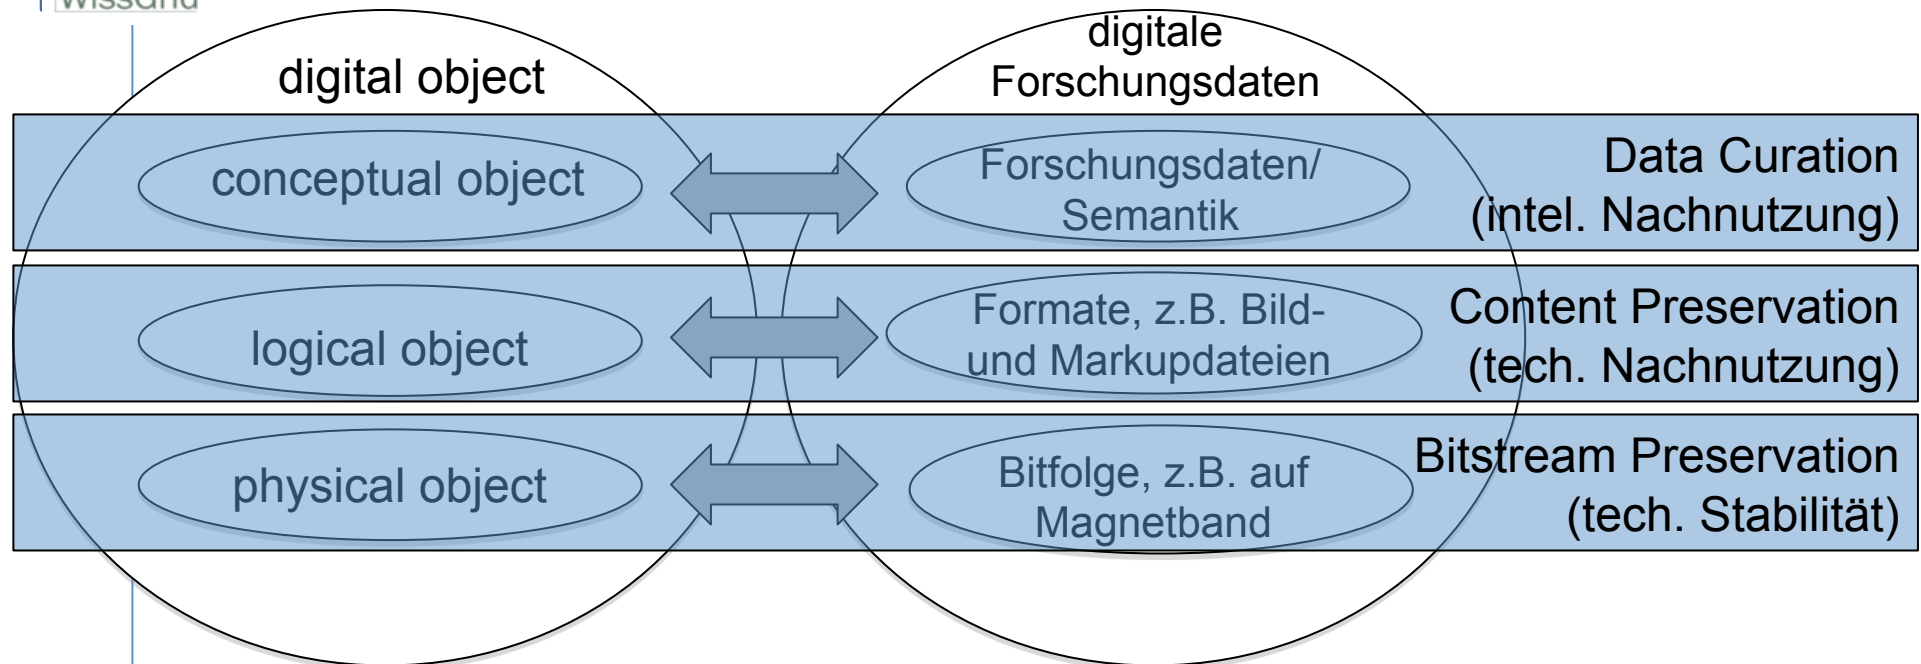 WissGrid
digital object
digitale
Forschungsdaten
conceptual object
Forschungsdaten/
Semantik
Data Curation
(intel. Nachnutzung)
logical object
Formate, z.B. Bild-
und Markupdateien
Content Preservation
(tech. Nachnutzung)
physical object
Bitfolge, z.B. auf
Magnetband
Bitstream Preservation
(tech. Stabilität)